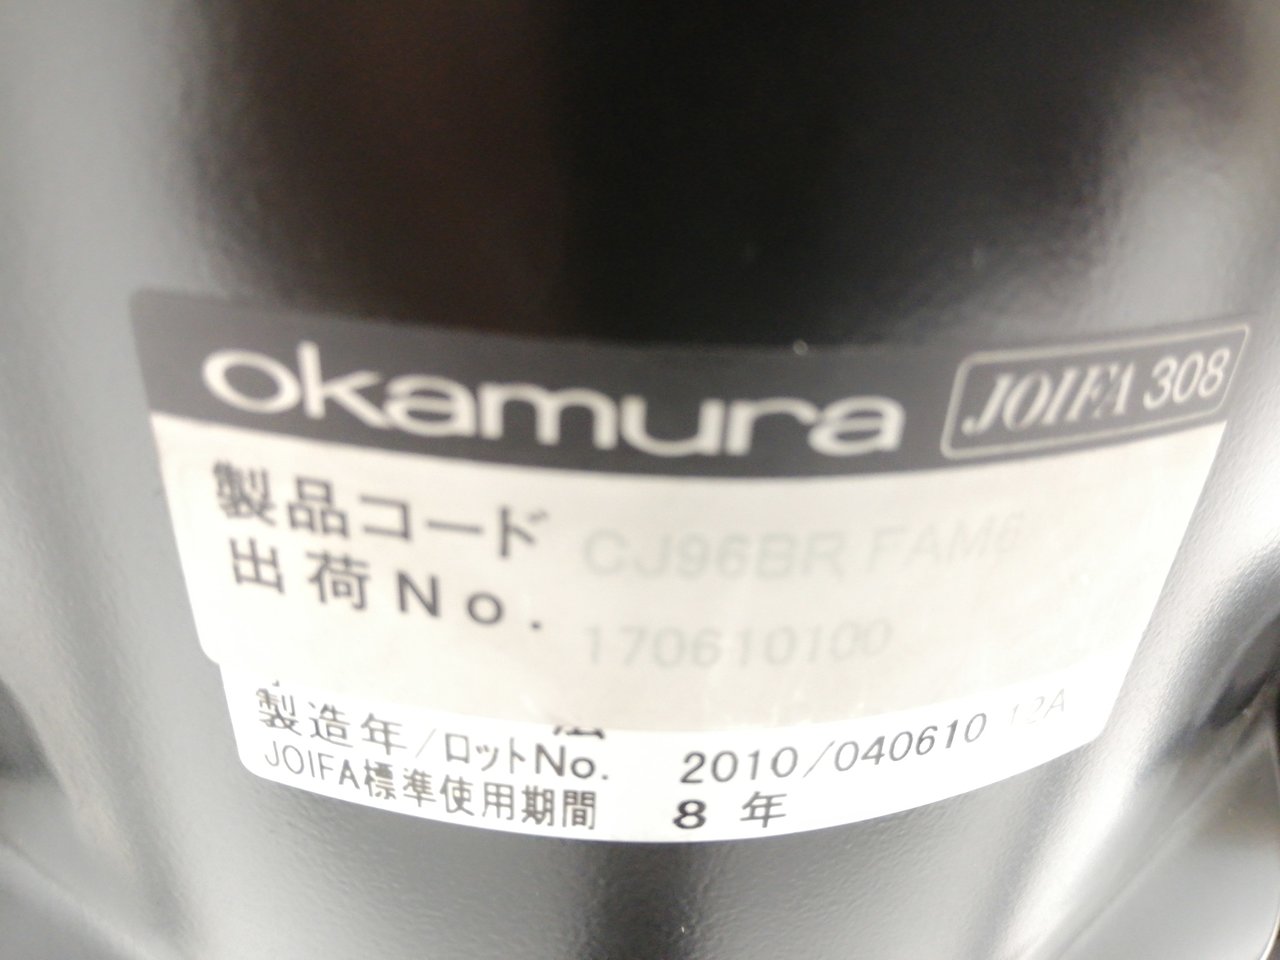 okamura JOIFA 308
製品コード CJ96BR FAM6
出荷No. 170610100
製造年/ロットNo. 2010/040610 12A
JOIFA標準使用期間 8 年